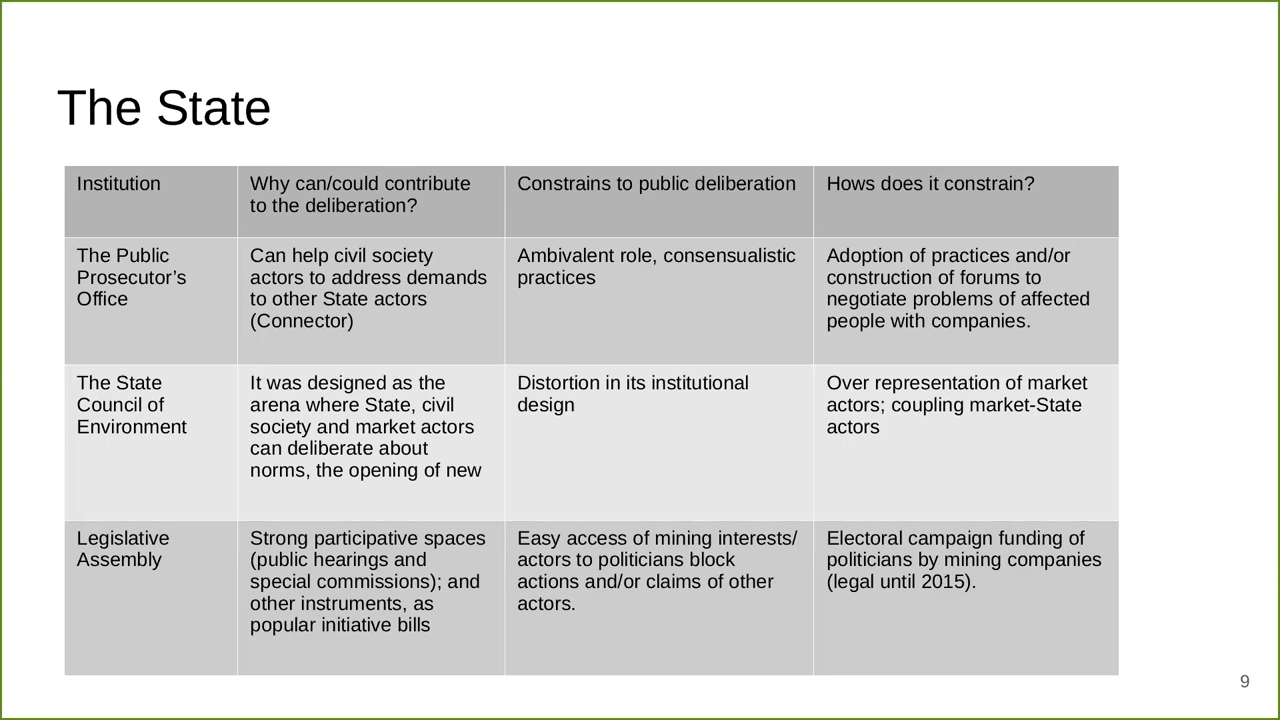 The State
Institution
Why can/could contribute
to the deliberation?
Constrains to public deliberation
Hows does it constrain?
The Public
Prosecutor’s
Office
Can help civil society
actors to address demands
to other State actors
(Connector)
Ambivalent role, consensualistic
practices
Adoption of practices and/or
construction of forums to
negotiate problems of affected
people with companies.
The State
Council of
Environment
It was designed as the
arena where State, civil
society and market actors
can deliberate about
norms, the opening of new
Distortion in its institutional
design
Over representation of market
actors; coupling market-State
actors
Legislative
Assembly
Strong participative spaces
(public hearings and
special commissions); and
other instruments, as
popular initiative bills
Easy access of mining interests/
actors to politicians block
actions and/or claims of other
actors.
Electoral campaign funding of
politicians by mining companies
(legal until 2015).
9